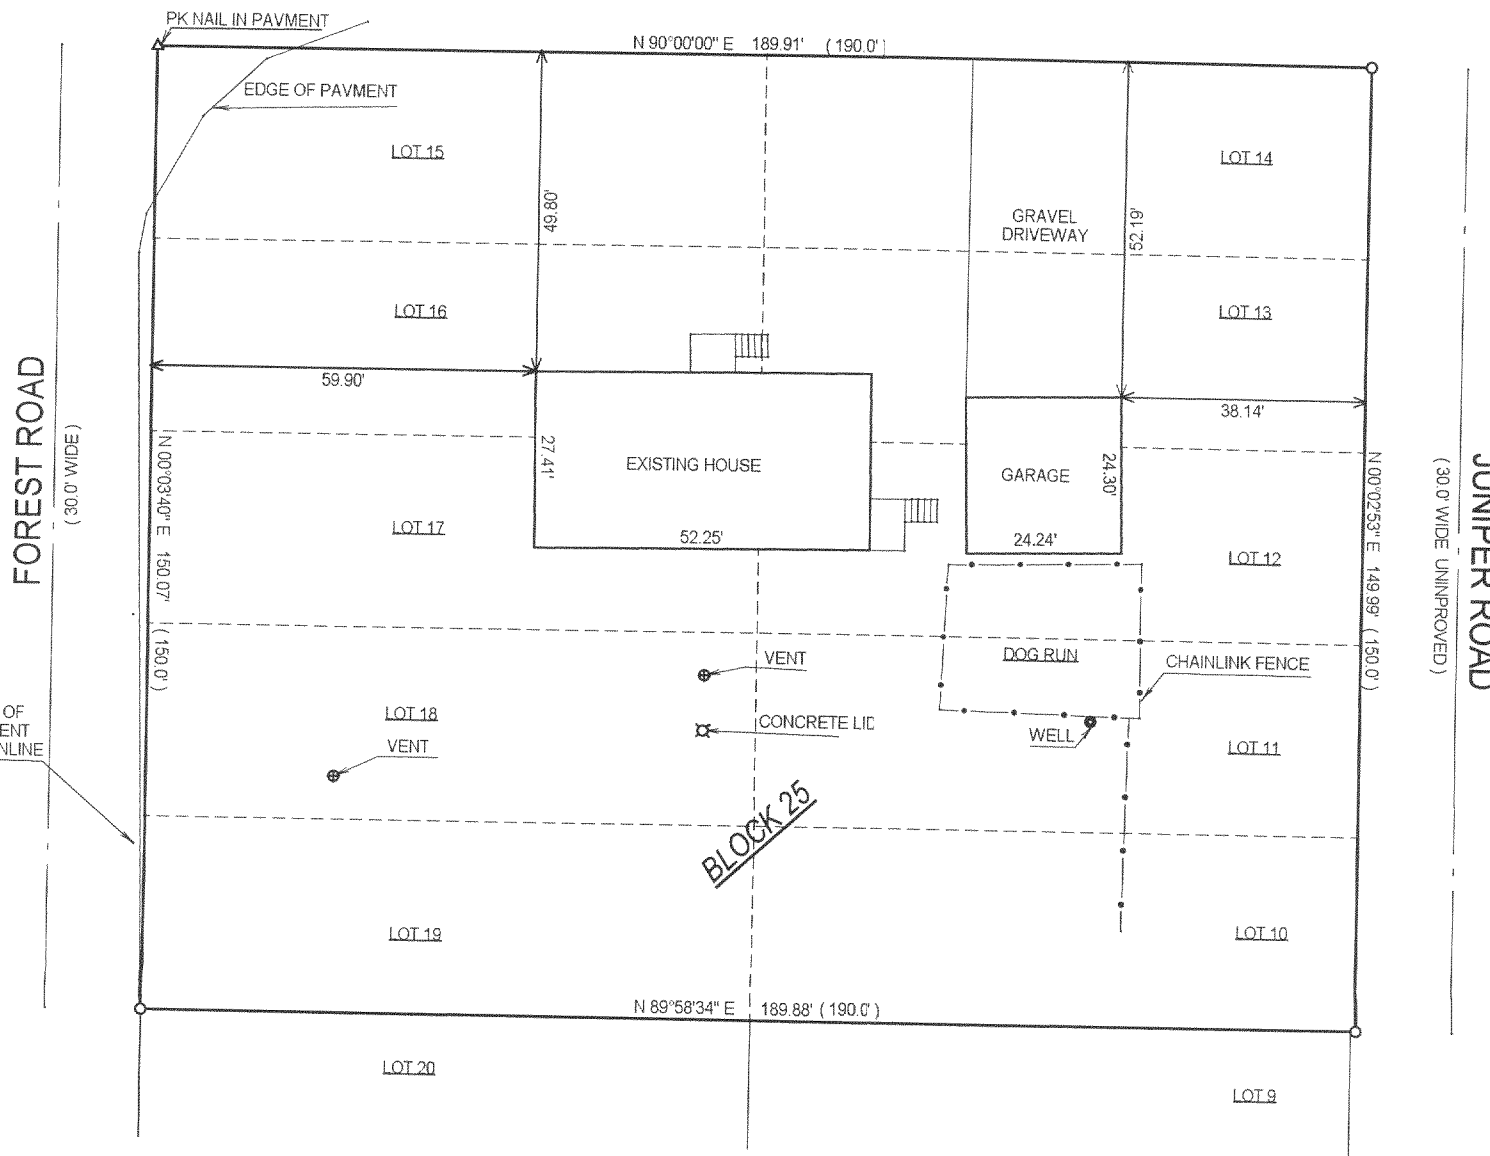 PK NAIL IN PAVMENT
N 90°00'00" E 189.91' ( 190.0' )
EDGE OF PAVMENT
LOT 15
LOT 14
49.80'
GRAVEL
DRIVEWAY
52.19'
LOT 16
LOT 13
59.90'
38.14'
FOREST ROAD
( 30.0' WIDE )
N 00°03'40" E 150.07' ( 150.0' )
27.41'
EXISTING HOUSE
52.25'
GARAGE
24.30'
24.24'
N 00°02'53" E 149.99' ( 150.0' )
( 30.0' WIDE UNINPROVED )
JUNIPER ROAD
LOT 17
LOT 12
DOG RUN
CHAINLINK FENCE
VENT
LOT 18
CONCRETE LID
WELL
LOT 11
VENT
OF
ENT
NLINE
BLOCK 25
LOT 19
LOT 10
N 89°58'34" E 189.88' ( 190.0' )
LOT 20
LOT 9